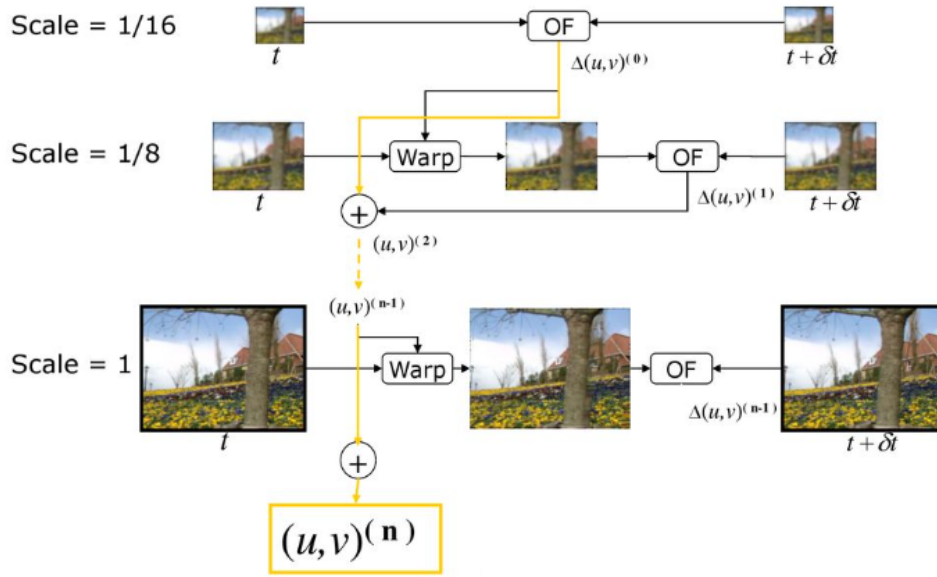 Scale = 1/16
OF
t
t + δt
Δ(u,v)⁽⁰⁾
Scale = 1/8
Warp
OF
t
Δ(u,v)⁽¹⁾
t + δt
+
(u,v)⁽²⁾
(u,v)⁽ⁿ⁻¹⁾
Scale = 1
Warp
OF
Δ(u,v)⁽ⁿ⁻¹⁾
t
t + δt
+
(u,v)⁽ⁿ⁾